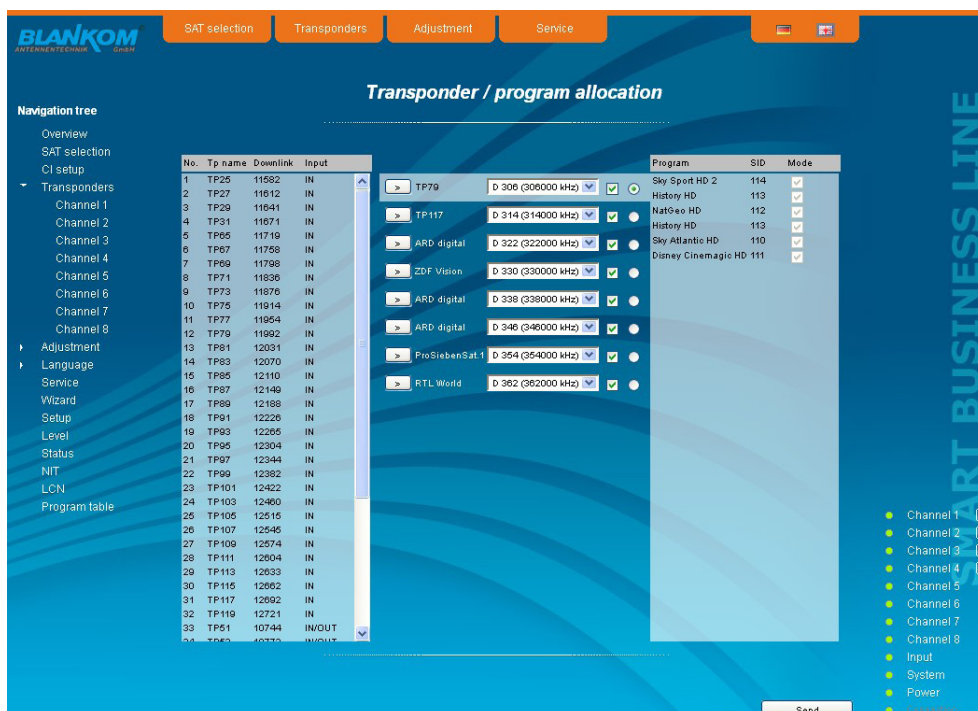 BLANKOM
ANTENNENTECHNIK GmbH
SAT selection
Transponders
Adjustment
Service
Transponder / program allocation
Navigation tree
Overview
SAT selection
CI setup
Transponders
Channel 1
Channel 2
Channel 3
Channel 4
Channel 5
Channel 6
Channel 7
Channel 8
Adjustment
Language
Service
Wizard
Setup
Level
Status
NIT
LCN
Program table
No. Tp name Downlink Input
1 TP25 11582 IN
2 TP27 11612 IN
3 TP29 11641 IN
4 TP31 11671 IN
5 TP65 11719 IN
6 TP67 11758 IN
7 TP69 11798 IN
8 TP71 11836 IN
9 TP73 11876 IN
10 TP75 11914 IN
11 TP77 11954 IN
12 TP79 11992 IN
13 TP81 12031 IN
14 TP83 12070 IN
15 TP85 12110 IN
16 TP87 12149 IN
17 TP89 12188 IN
18 TP91 12226 IN
19 TP93 12265 IN
20 TP95 12304 IN
21 TP97 12344 IN
22 TP99 12382 IN
23 TP101 12422 IN
24 TP103 12460 IN
25 TP105 12515 IN
26 TP107 12545 IN
27 TP109 12574 IN
28 TP111 12604 IN
29 TP113 12633 IN
30 TP115 12662 IN
31 TP117 12692 IN
32 TP119 12721 IN
33 TP51 10744 IN/OUT
> TP79 D 306 (306000 kHz)
> TP117 D 314 (314000 kHz)
> ARD digital D 322 (322000 kHz)
> ZDF Vision D 330 (330000 kHz)
> ARD digital D 338 (338000 kHz)
> ARD digital D 346 (346000 kHz)
> ProSiebenSat.1 D 354 (354000 kHz)
> RTL World D 362 (362000 kHz)
Program SID Mode
Sky Sport HD 2 114
History HD 113
NatGeo HD 112
History HD 113
Sky Atlantic HD 110
Disney Cinemagic HD 111
SMART BUSINESS LINE
Channel 1
Channel 2
Channel 3
Channel 4
Channel 5
Channel 6
Channel 7
Channel 8
Input
System
Power
Send